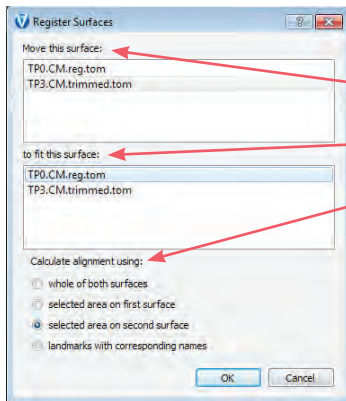 Register Surfaces
Move this surface:
TP0.CM.reg.tom
TP3.CM.trimmed.tom
to fit this surface:
TP0.CM.reg.tom
TP3.CM.trimmed.tom
Calculate alignment using:
whole of both surfaces
selected area on first surface
selected area on second surface
landmarks with corresponding names
OK Cancel